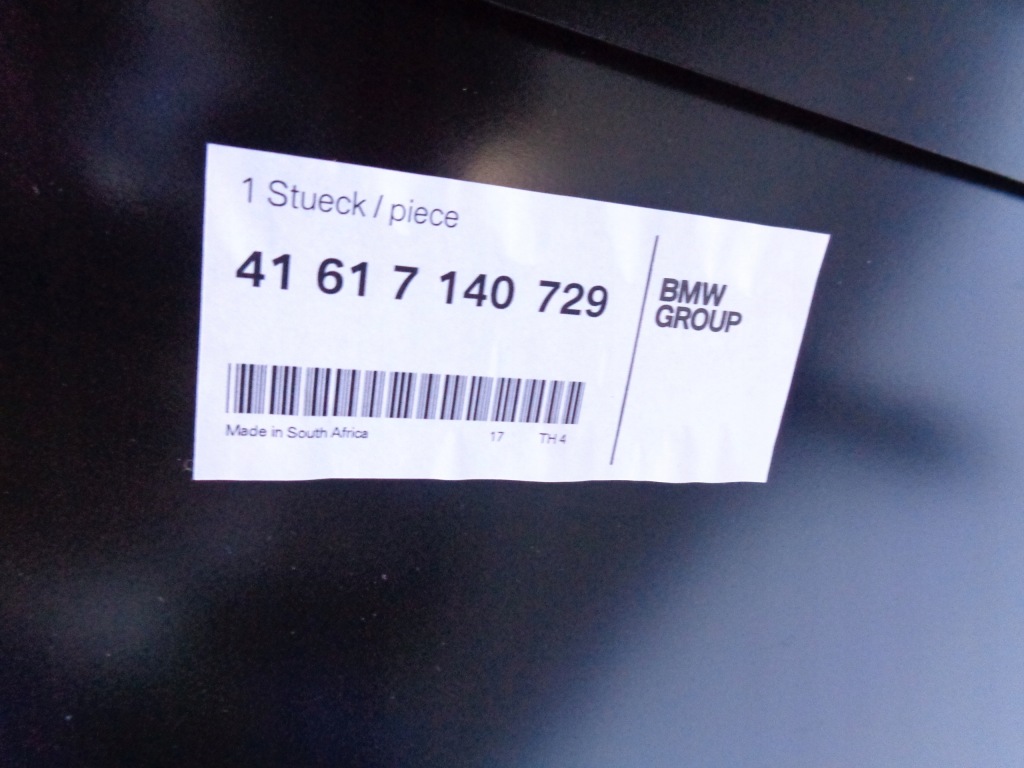 1 Stueck / piece
41 61 7 140 729
BMW
GROUP
Made in South Africa 17 TH 4